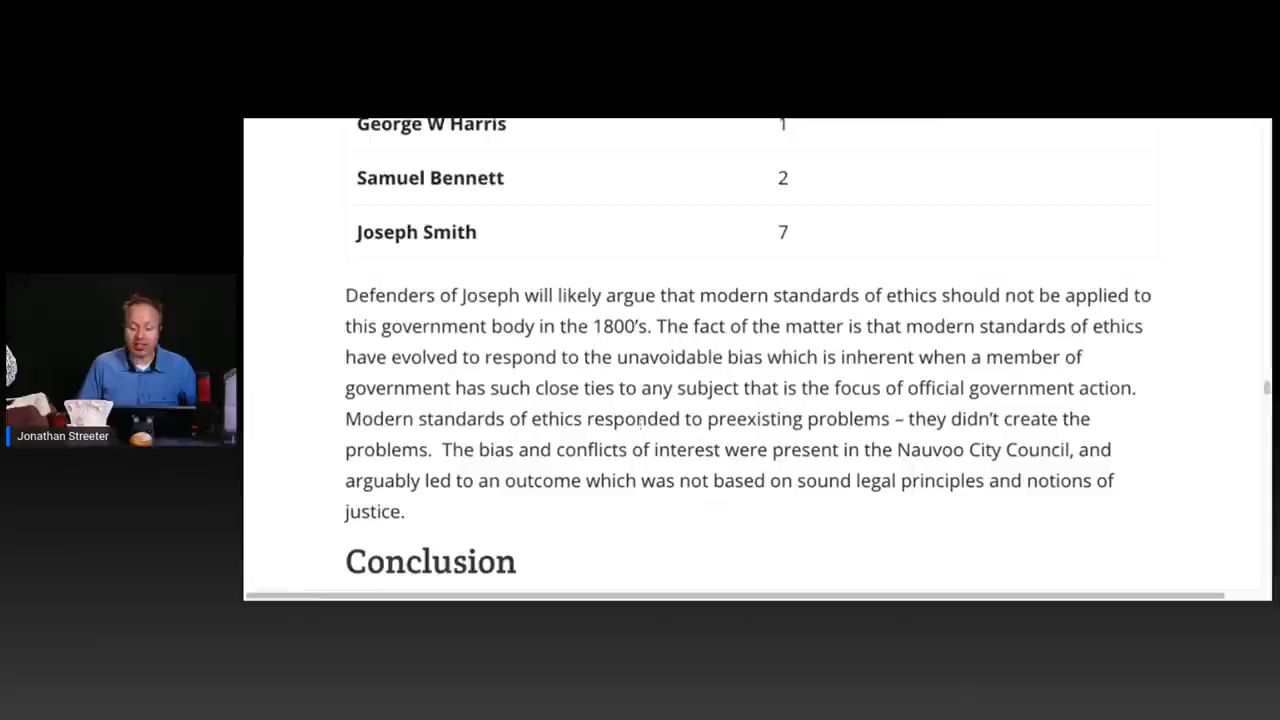 George W Harris 1
Samuel Bennett 2
Joseph Smith 7
Defenders of Joseph will likely argue that modern standards of ethics should not be applied to
this government body in the 1800’s. The fact of the matter is that modern standards of ethics
have evolved to respond to the unavoidable bias which is inherent when a member of
government has such close ties to any subject that is the focus of official government action.
Modern standards of ethics responded to preexisting problems – they didn’t create the
problems.  The bias and conflicts of interest were present in the Nauvoo City Council, and
arguably led to an outcome which was not based on sound legal principles and notions of
justice.
Conclusion
Jonathan Streeter